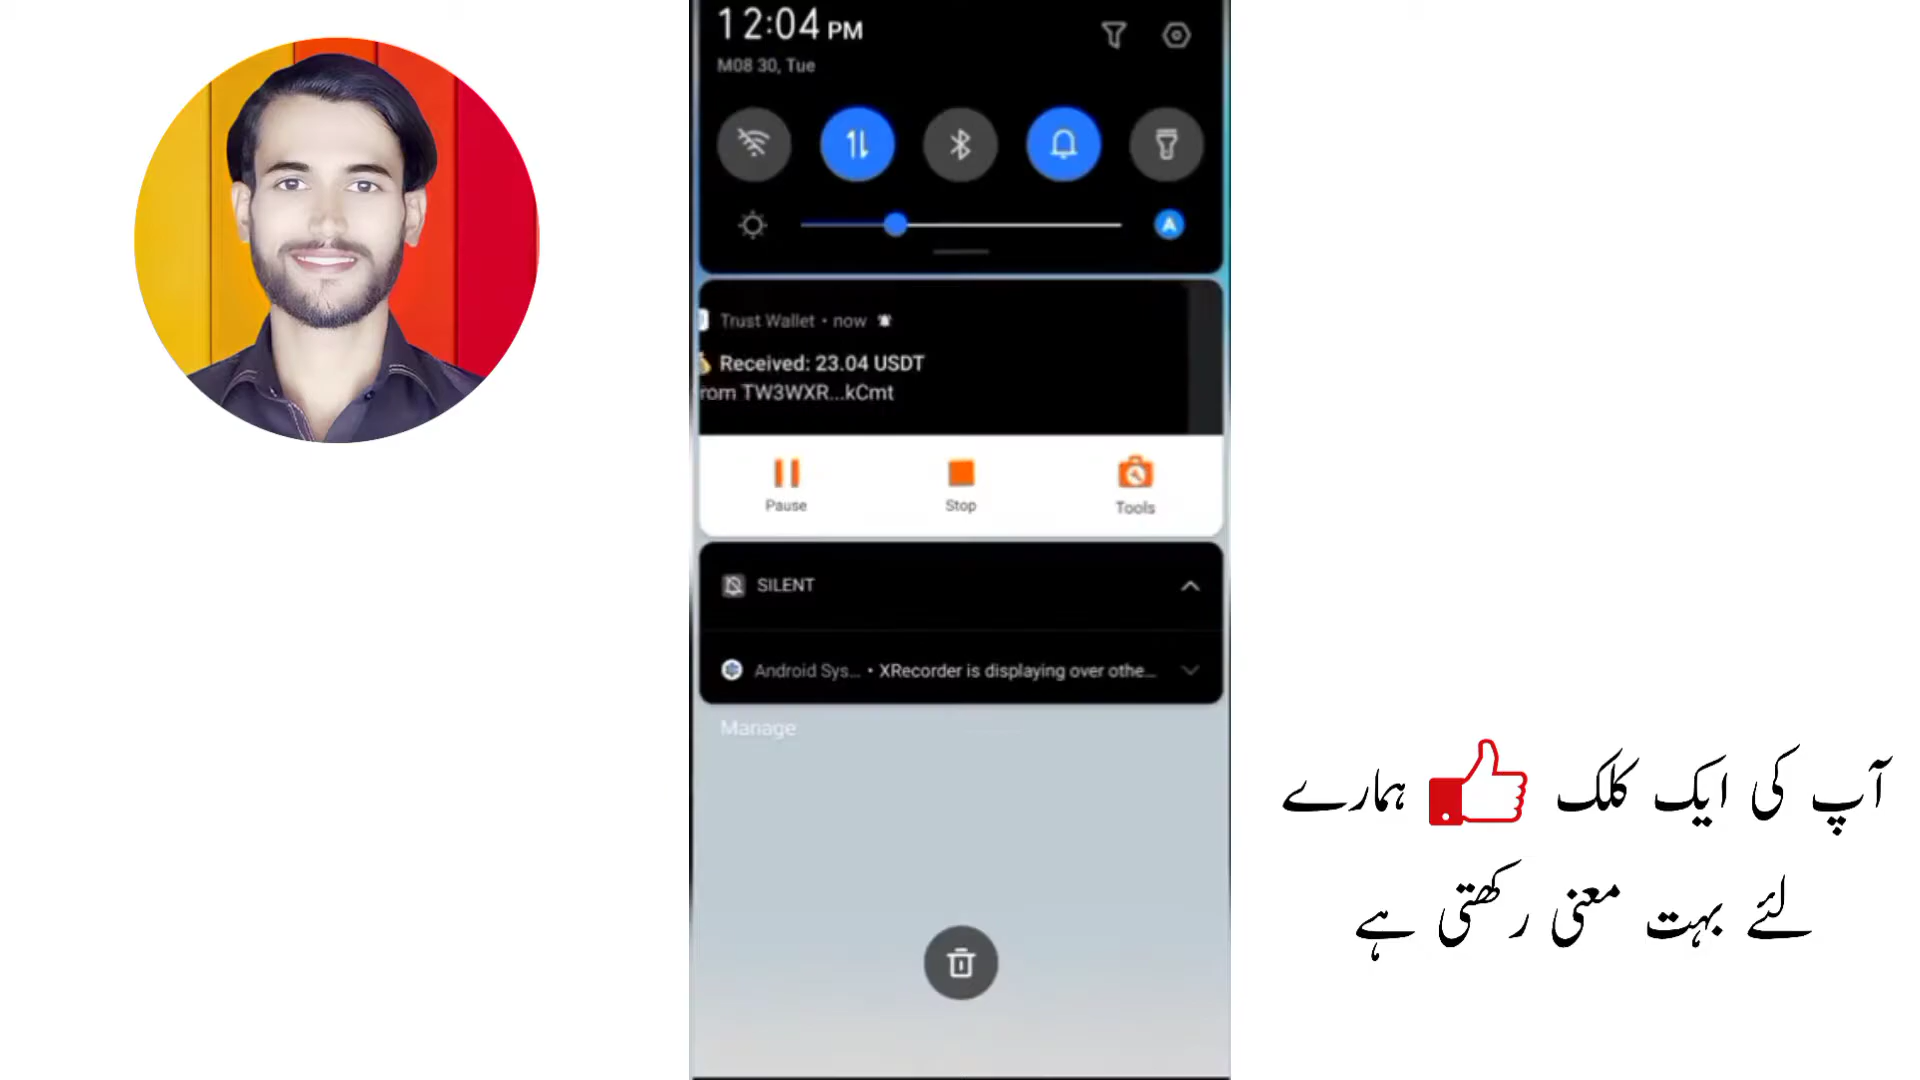 12:04 PM
M08 30, Tue
Trust Wallet • now
Received: 23.04 USDT
rom TW3WXR...kCmt
Pause
Stop
Tools
SILENT
Android Sys... • XRecorder is displaying over othe...
Manage
آپ کی ایک کلک ہمارے
لئے بہت معنی رکھتی ہے